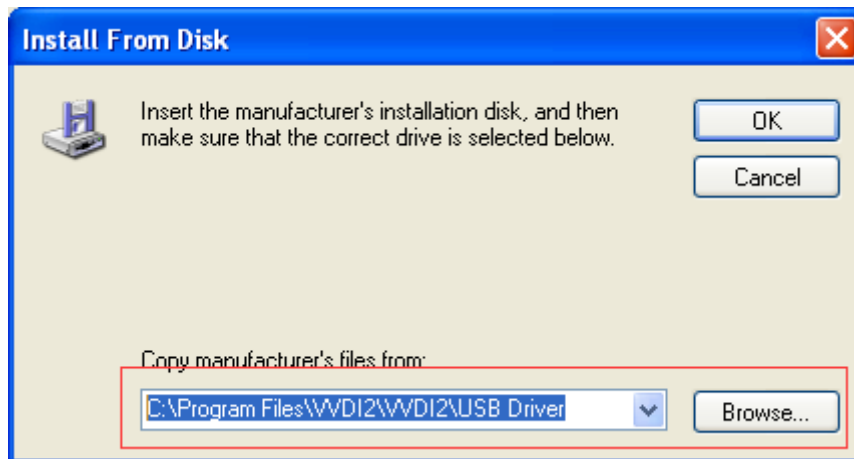 Install From Disk
Insert the manufacturer's installation disk, and then
make sure that the correct drive is selected below.
OK
Cancel
Copy manufacturer's files from:
C:\Program Files\VVDI2\VVDI2\USB Driver
Browse...